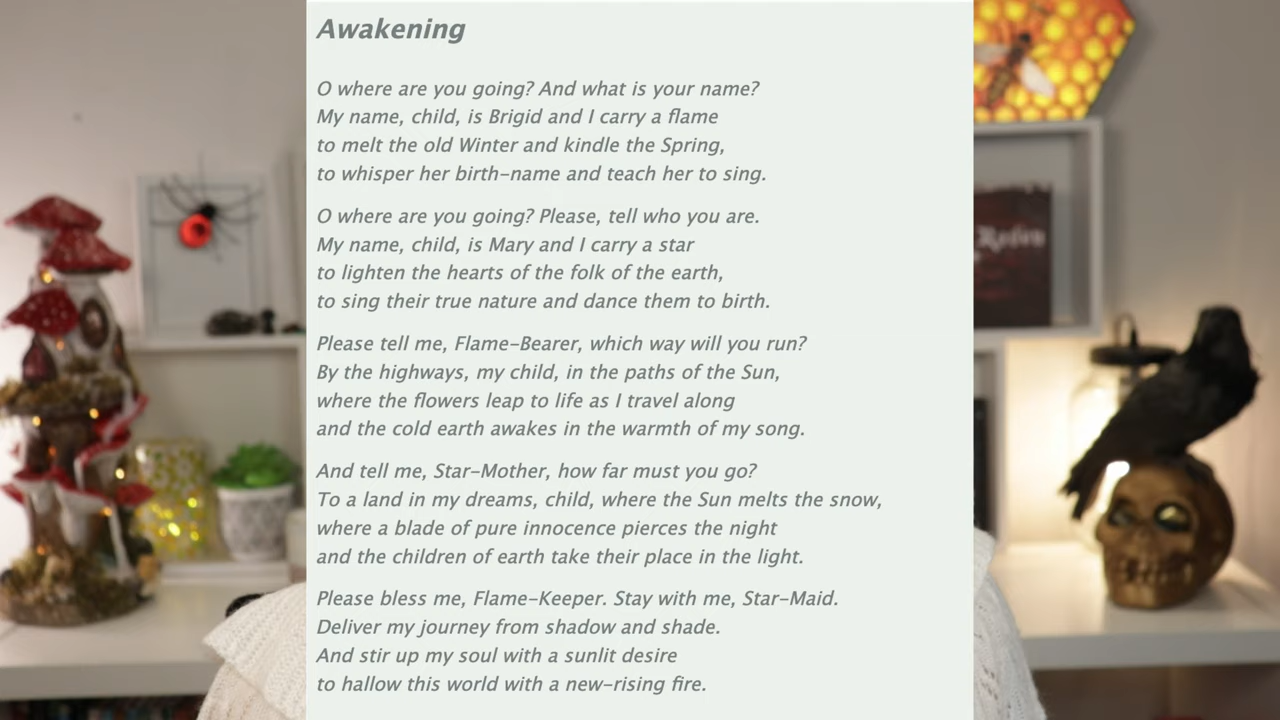 Awakening
O where are you going? And what is your name?
My name, child, is Brigid and I carry a flame
to melt the old Winter and kindle the Spring,
to whisper her birth-name and teach her to sing.
O where are you going? Please, tell who you are.
My name, child, is Mary and I carry a star
to lighten the hearts of the folk of the earth,
to sing their true nature and dance them to birth.
Please tell me, Flame-Bearer, which way will you run?
By the highways, my child, in the paths of the Sun,
where the flowers leap to life as I travel along
and the cold earth awakes in the warmth of my song.
And tell me, Star-Mother, how far must you go?
To a land in my dreams, child, where the Sun melts the snow,
where a blade of pure innocence pierces the night
and the children of earth take their place in the light.
Please bless me, Flame-Keeper. Stay with me, Star-Maid.
Deliver my journey from shadow and shade.
And stir up my soul with a sunlit desire
to hallow this world with a new-rising fire.